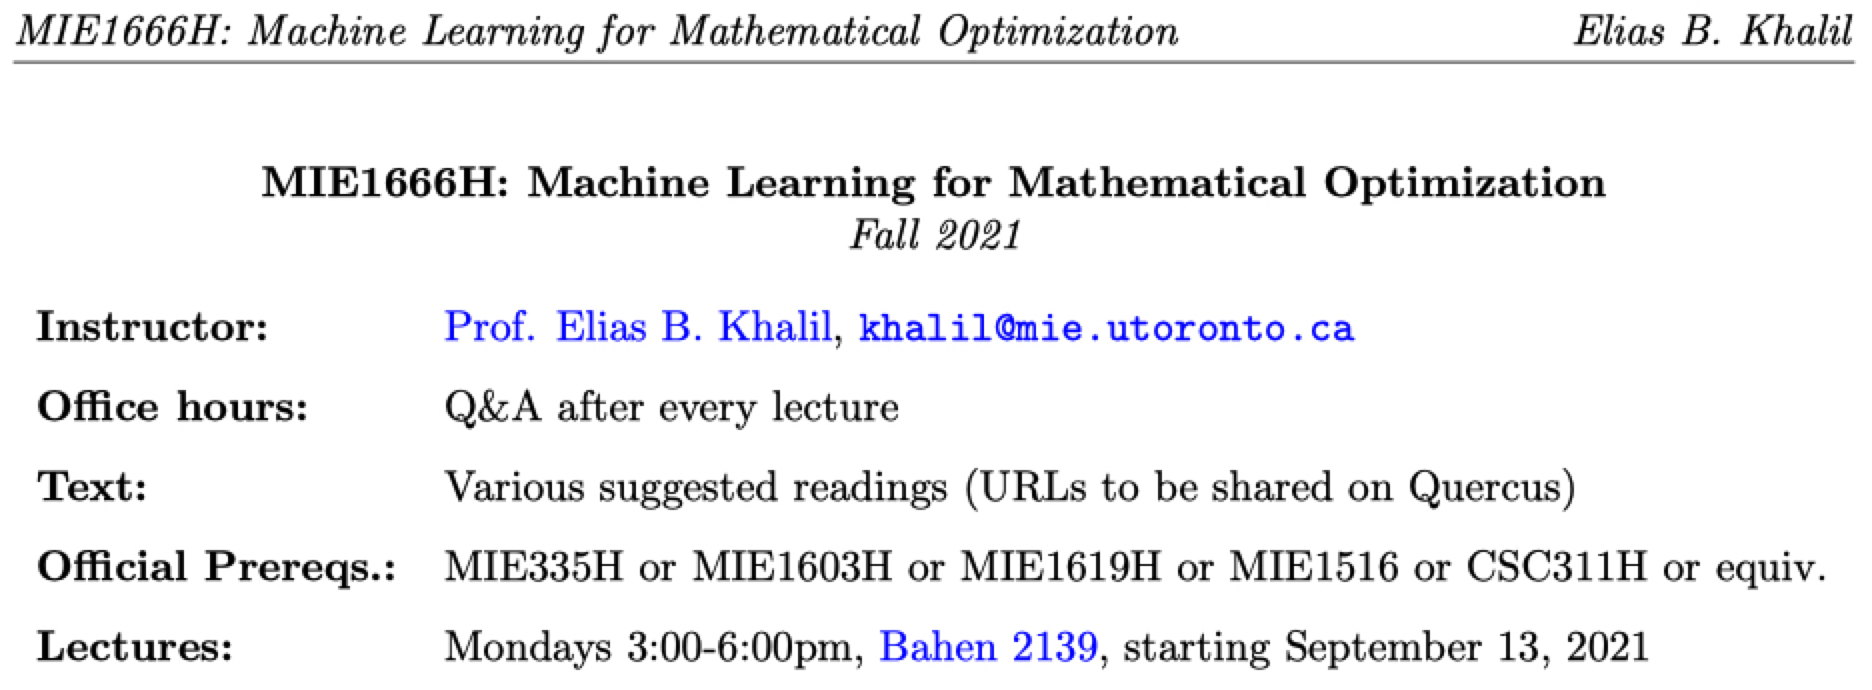 MIE1666H: Machine Learning for Mathematical Optimization Elias B. Khalil
MIE1666H: Machine Learning for Mathematical Optimization
Fall 2021
Instructor: Prof. Elias B. Khalil, khalil@mie.utoronto.ca
Office hours: Q&A after every lecture
Text: Various suggested readings (URLs to be shared on Quercus)
Official Prereqs.: MIE335H or MIE1603H or MIE1619H or MIE1516 or CSC311H or equiv.
Lectures: Mondays 3:00-6:00pm, Bahen 2139, starting September 13, 2021